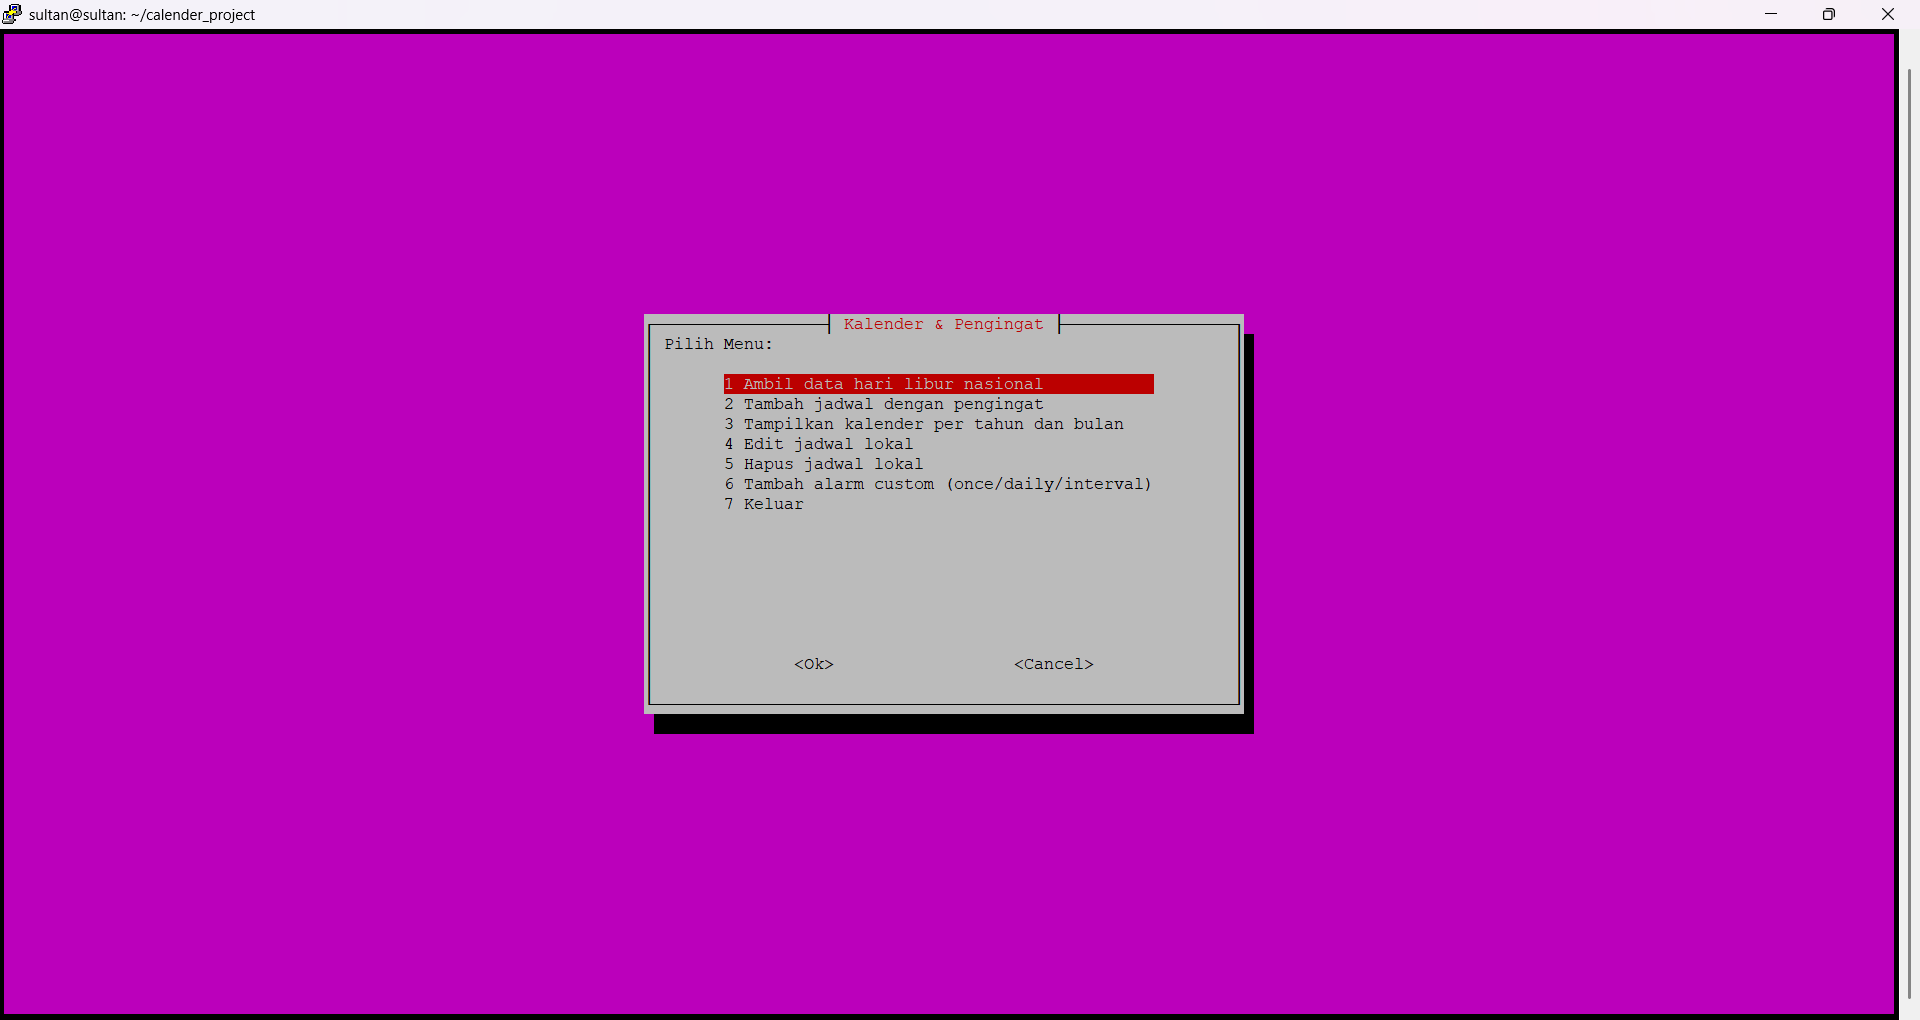 sultan@sultan: ~/calender_project
Kalender & Pengingat
Pilih Menu:
1 Ambil data hari libur nasional
2 Tambah jadwal dengan pengingat
3 Tampilkan kalender per tahun dan bulan
4 Edit jadwal lokal
5 Hapus jadwal lokal
6 Tambah alarm custom (once/daily/interval)
7 Keluar
<Ok> <Cancel>